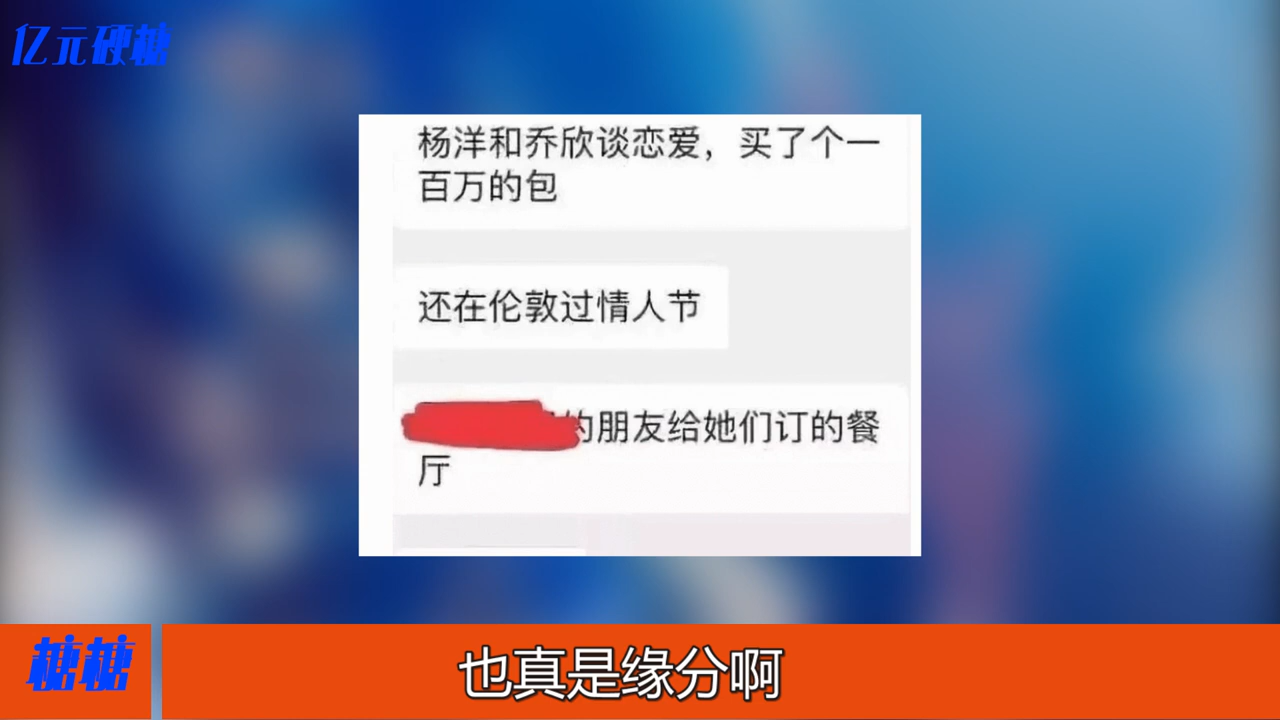 亿元硬糖
杨洋和乔欣谈恋爱，买了个一
百万的包
还在伦敦过情人节
的朋友给她们订的餐
厅
糖糖
也真是缘分啊